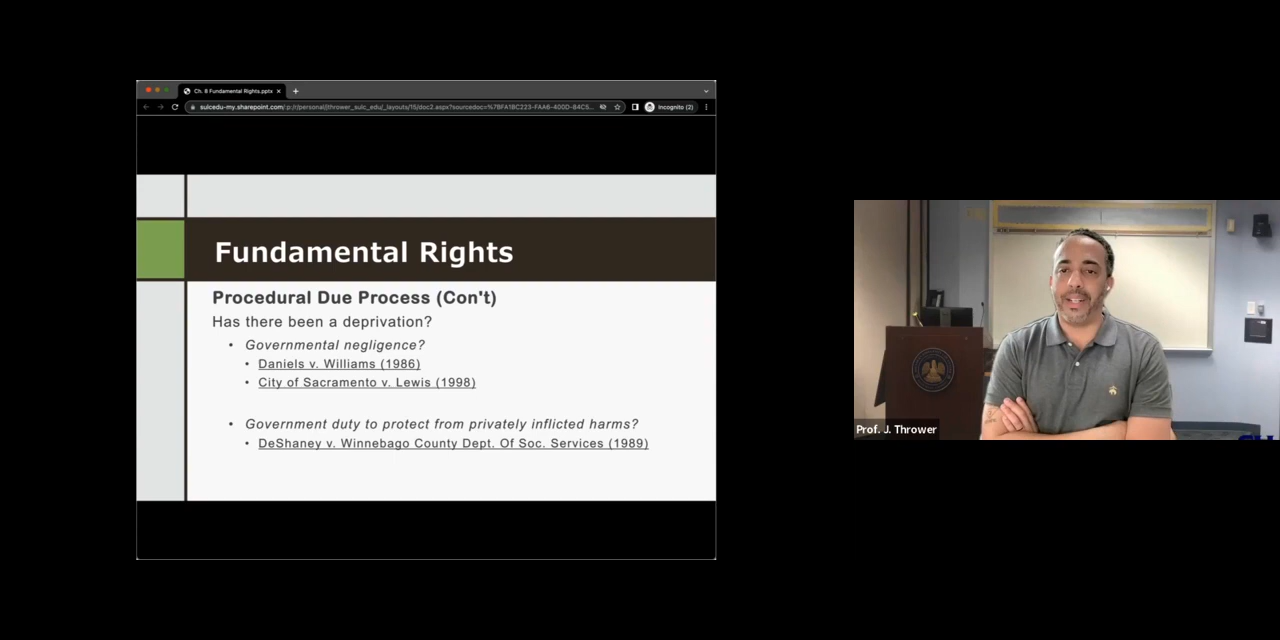 Ch. 8 Fundamental Rights.pptx
Incognito (2)
Fundamental Rights
Procedural Due Process (Con't)
Has there been a deprivation?
• Governmental negligence?
• Daniels v. Williams (1986)
• City of Sacramento v. Lewis (1998)
• Government duty to protect from privately inflicted harms?
• DeShaney v. Winnebago County Dept. Of Soc. Services (1989)
Prof. J. Thrower